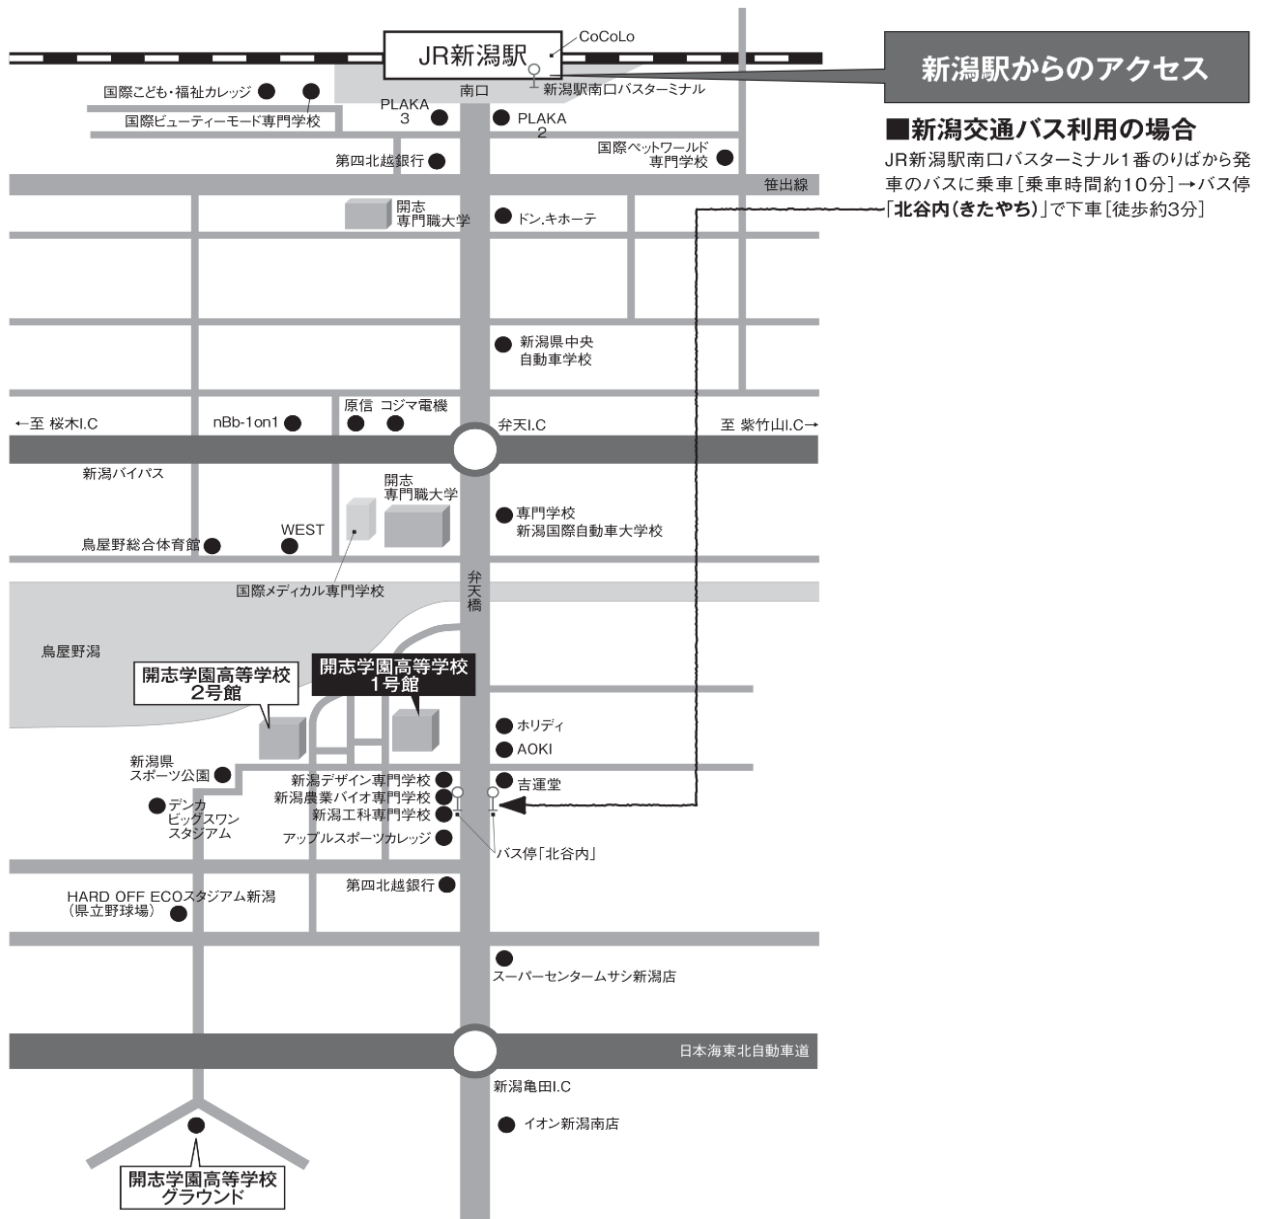 CoCoLo
JR新潟駅
新潟駅からのアクセス
南口
新潟駅南口バスターミナル
国際こども・福祉カレッジ
国際ビューティーモード専門学校
PLAKA
3
PLAKA
2
■新潟交通バス利用の場合
JR新潟駅南口バスターミナル1番のりばから発
車のバスに乗車[乗車時間約10分]→バス停
「北谷内(きたやち)」で下車[徒歩約3分]
第四北越銀行
国際ペットワールド
専門学校
笹出線
開志
専門職大学
ドン.キホーテ
新潟県中央
自動車学校
←至 桜木I.C
nBb-1on1
原信
コジマ電機
弁天I.C
至 紫竹山I.C→
新潟バイパス
開志
専門職大学
専門学校
新潟国際自動車大学校
鳥屋野総合体育館
WEST
国際メディカル専門学校
弁天橋
鳥屋野潟
開志学園高等学校
2号館
開志学園高等学校
1号館
ホリディ
AOKI
吉運堂
新潟県
スポーツ公園
新潟デザイン専門学校
新潟農業バイオ専門学校
新潟工科専門学校
アップルスポーツカレッジ
デンカ
ビッグスワン
スタジアム
バス停「北谷内」
第四北越銀行
HARD OFF ECOスタジアム新潟
(県立野球場)
スーパーセンタームサシ新潟店
日本海東北自動車道
新潟亀田I.C
イオン新潟南店
開志学園高等学校
グラウンド